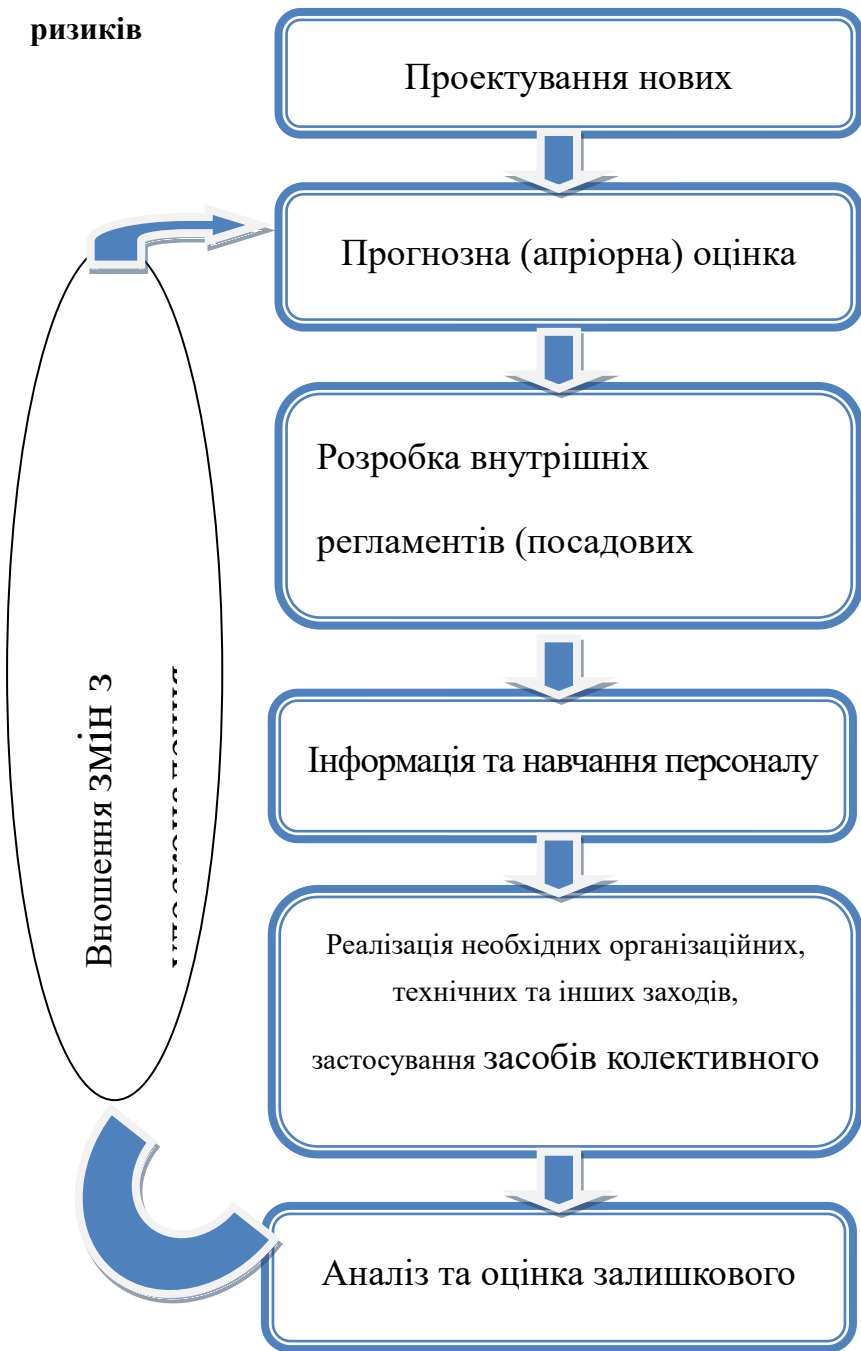 ризиків
Проектування нових
Прогнозна (апріорна) оцінка
Розробка внутрішніх
регламентів (посадових
Інформація та навчання персоналу
Реалізація необхідних організаційних,
технічних та інших заходів,
застосування засобів колективного
Аналіз та оцінка залишкового
Вношення змін з